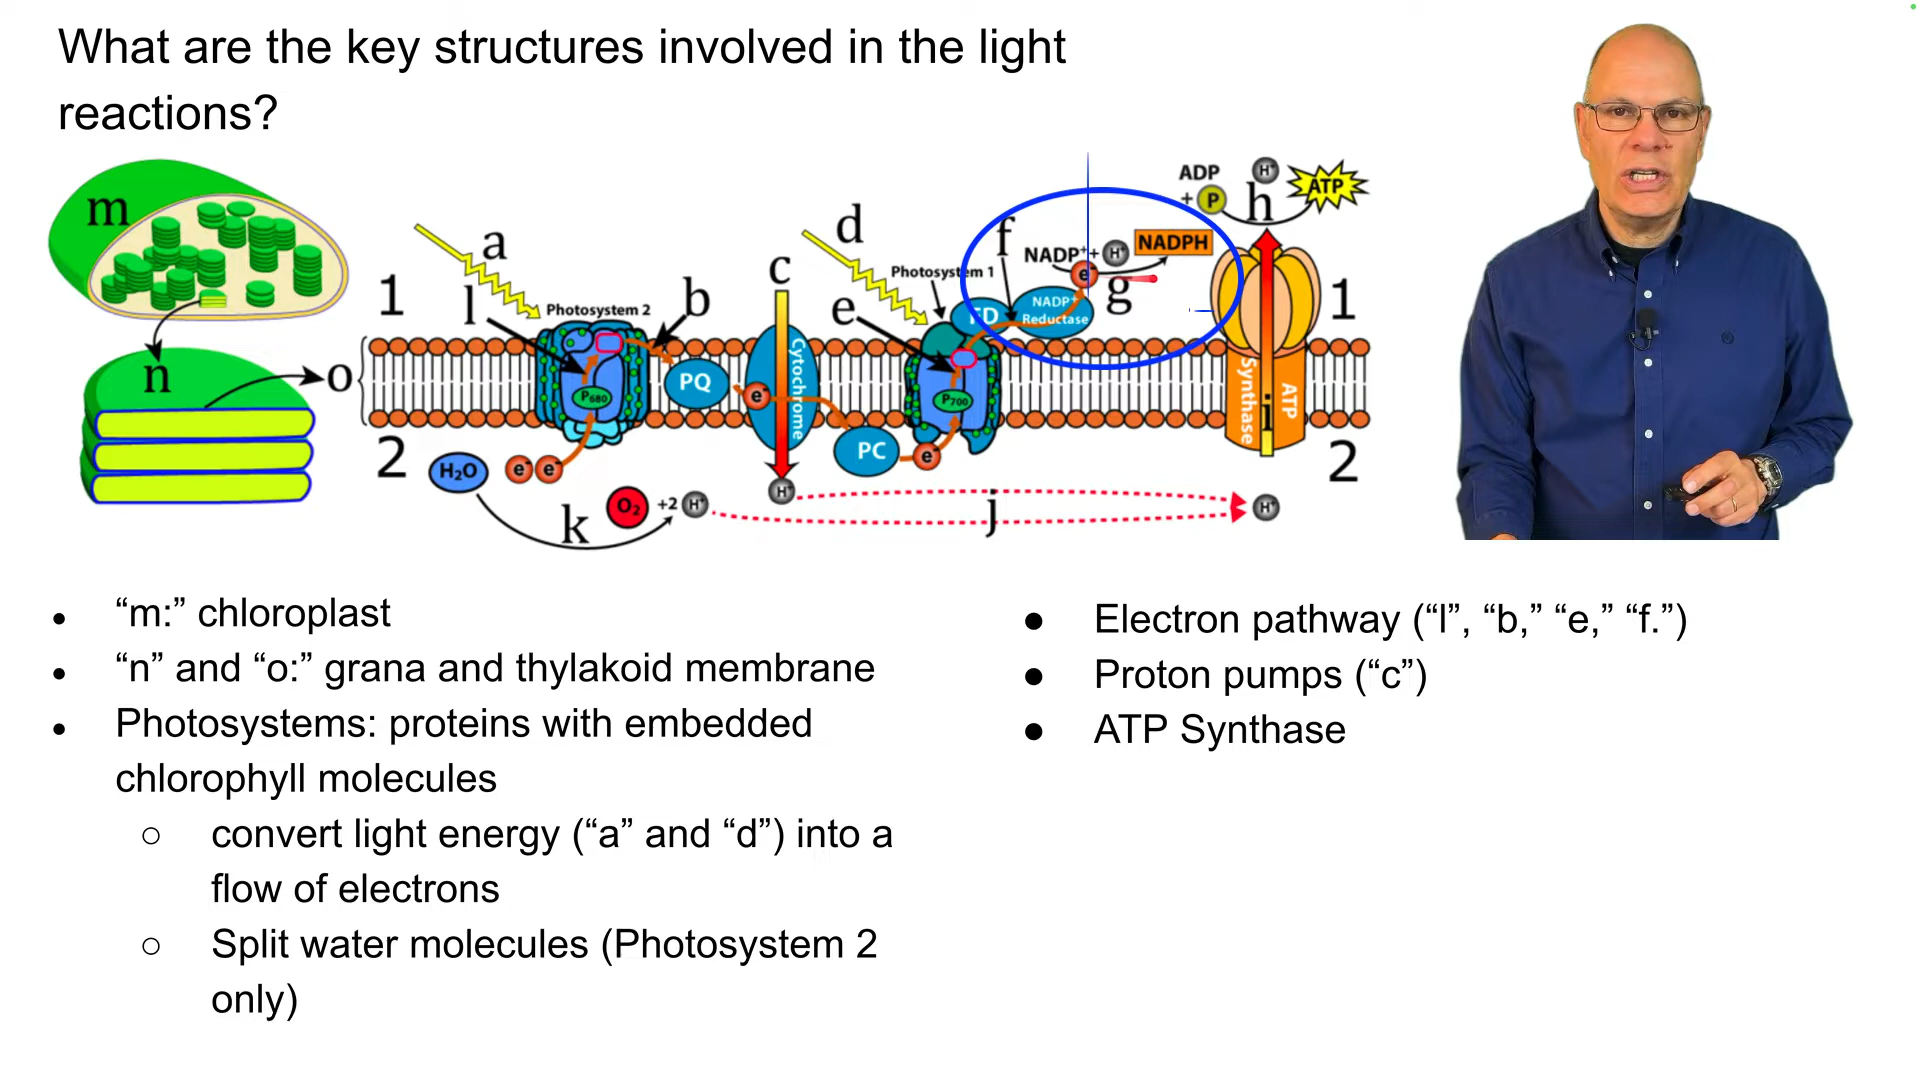 What are the key structures involved in the light
reactions?
m
n
o
1
2
a
l
Photosystem 2
b
P680
PQ
c
Cytochrome
e-
H2O
e- e-
k
O2 +2 H+
H+
PC
e-
d
e
Photosystem 1
P700
f
FD
NADP+
Reductase
NADP+ + H+
NADPH
e-
g
j
H+
ADP
+ P
H+
h
ATP
ATP
Synthase
i
1
2
● “m:” chloroplast
● “n” and “o:” grana and thylakoid membrane
● Photosystems: proteins with embedded
chlorophyll molecules
○ convert light energy (“a” and “d”) into a
flow of electrons
○ Split water molecules (Photosystem 2
only)
● Electron pathway (“l”, “b,” “e,” “f.”)
● Proton pumps (“c”)
● ATP Synthase